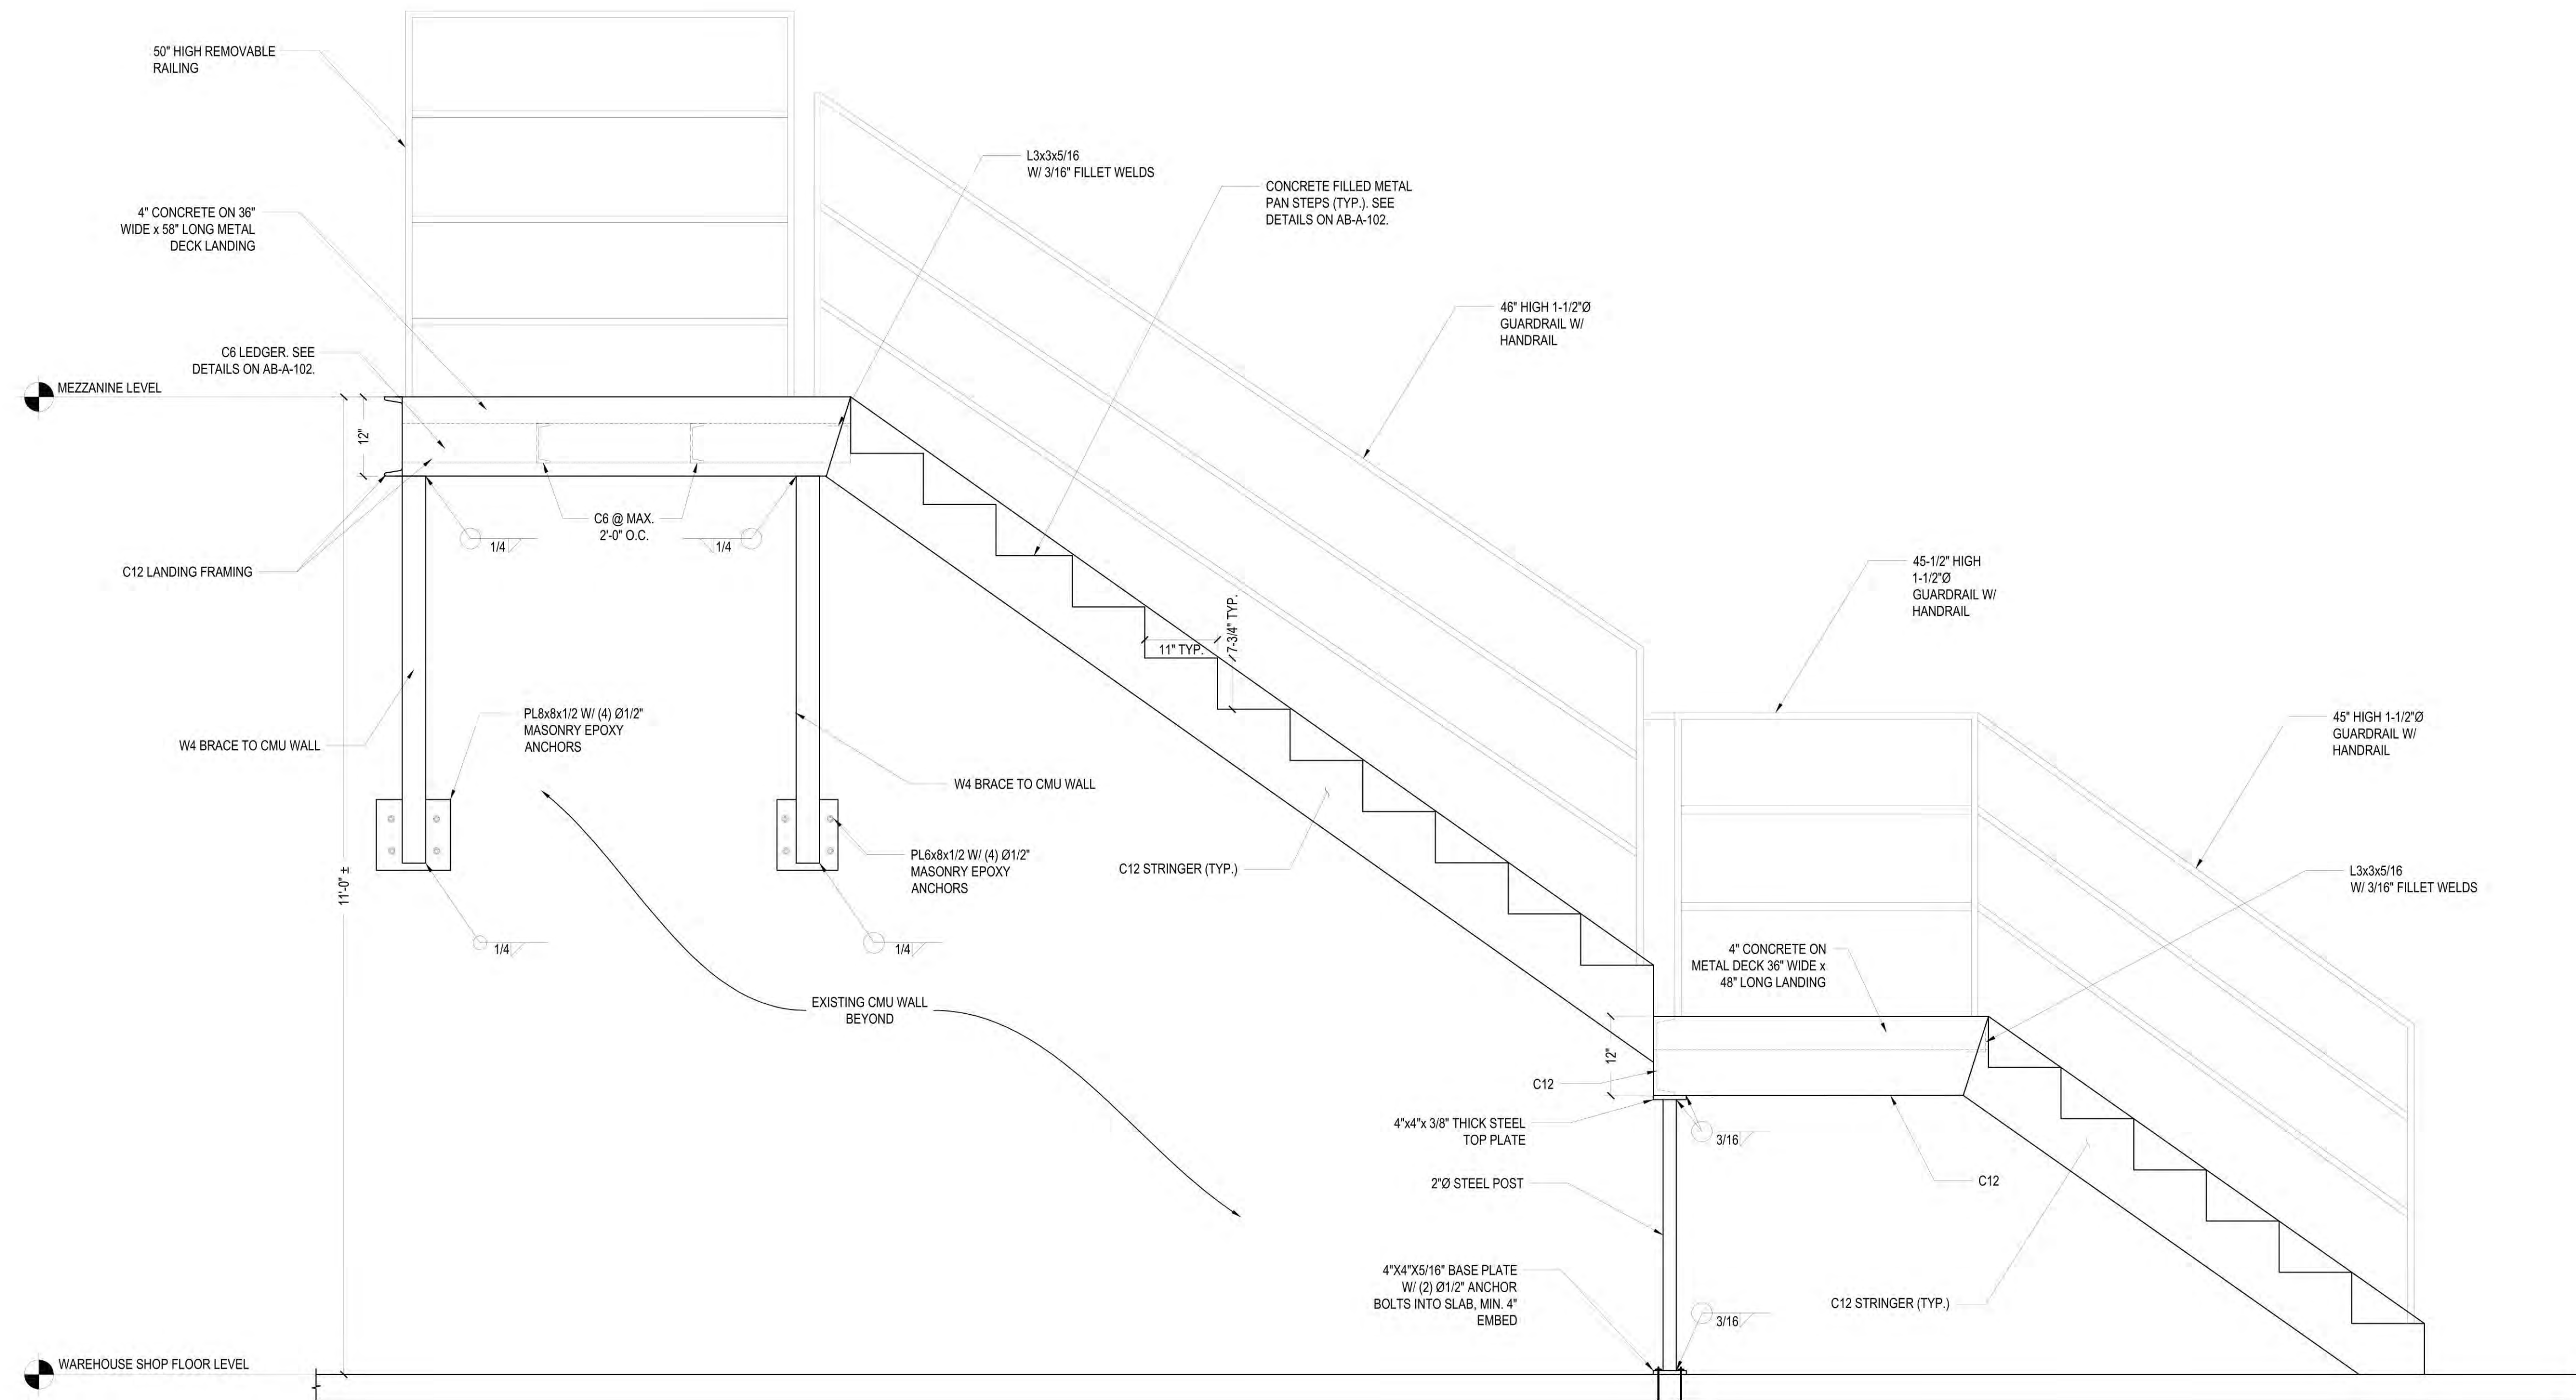 50" HIGH REMOVABLE
RAILING
4" CONCRETE ON 36"
WIDE x 58" LONG METAL
DECK LANDING
C6 LEDGER. SEE
DETAILS ON AB-A-102.
MEZZANINE LEVEL
12"
C12 LANDING FRAMING
C6 @ MAX.
2'-0" O.C.
1/4
1/4
L3x3x5/16
W/ 3/16" FILLET WELDS
CONCRETE FILLED METAL
PAN STEPS (TYP.). SEE
DETAILS ON AB-A-102.
46" HIGH 1-1/2"Ø
GUARDRAIL W/
HANDRAIL
11" TYP.
7-3/4" TYP.
45-1/2" HIGH
1-1/2"Ø
GUARDRAIL W/
HANDRAIL
45" HIGH 1-1/2"Ø
GUARDRAIL W/
HANDRAIL
L3x3x5/16
W/ 3/16" FILLET WELDS
W4 BRACE TO CMU WALL
PL8x8x1/2 W/ (4) Ø1/2"
MASONRY EPOXY
ANCHORS
W4 BRACE TO CMU WALL
PL6x8x1/2 W/ (4) Ø1/2"
MASONRY EPOXY
ANCHORS
C12 STRINGER (TYP.)
11'-0" ±
1/4
1/4
EXISTING CMU WALL
BEYOND
4" CONCRETE ON
METAL DECK 36" WIDE x
48" LONG LANDING
12"
C12
4"x4"x 3/8" THICK STEEL
TOP PLATE
3/16
2"Ø STEEL POST
C12
4"X4"X5/16" BASE PLATE
W/ (2) Ø1/2" ANCHOR
BOLTS INTO SLAB, MIN. 4"
EMBED
3/16
C12 STRINGER (TYP.)
WAREHOUSE SHOP FLOOR LEVEL